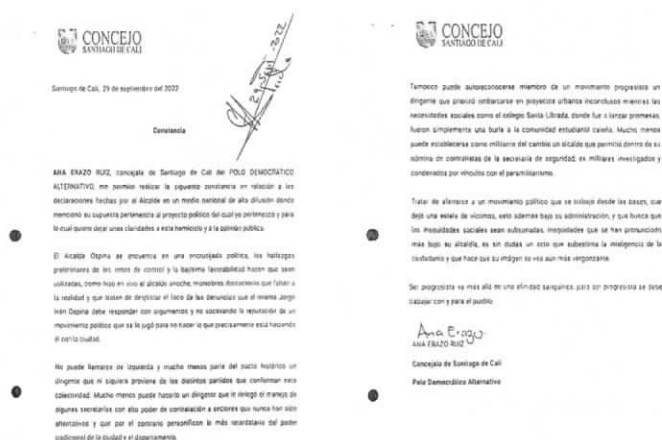 CONCEJO
SANTIAGO DE CALI
29 Sept. 2022
Santiago de Cali, 29 de septiembre del 2022
Constancia
ANA ERAZO RUIZ, concejala de Santiago de Cali del POLO DEMOCRÁTICO
ALTERNATIVO, me permito realizar la siguiente constancia en relación a las
declaraciones hechas por el Alcalde en un medio nacional de alta difusión donde
mencionó su supuesta pertenencia al proyecto político del cual yo pertenezco y para
lo cual quiero dejar unas claridades a este hemiciclo y a la opinión pública.
El Alcalde Ospina se encuentra en una encrucijada política, los hallazgos
preliminares de los entes de control y la bajísima favorabilidad hacen que sean
utilizadas, como hizo en vivo el alcalde anoche, maniobras discursivas que faltan a
la realidad y que tratan de desplazar el foco de las denuncias que el mismo Jorge
Iván Ospina debe responder con argumentos y no socavando la reputación de un
movimiento político que se la jugó para no hacer lo que precisamente está haciendo
él con la ciudad.
No puede llamarse de izquierda y mucho menos parte del pacto histórico un
dirigente que ni siquiera proviene de los distintos partidos que conforman esta
colectividad. Mucho menos puede hacerlo un dirigente que le delegó el manejo de
algunas secretarías con alto poder de contratación a sectores que nunca han sido
alternativos y que por el contrario personifican lo más retardatario del poder
tradicional de la ciudad y el departamento.
CONCEJO
SANTIAGO DE CALI
Tampoco puede autoreconocerse miembro de un movimiento progresista un
dirigente que priorizó embarcarse en proyectos urbanos inconclusos mientras las
necesidades sociales como el colegio Santa Librada, donde fue a lanzar promesas,
fueron simplemente una burla a la comunidad estudiantil caleña. Mucho menos
puede establecerse como militante del cambio un alcalde que permitió dentro de su
nómina de contratistas de la secretaría de seguridad, ex militares investigados y
condenados por vínculos con el paramilitarismo.
Tratar de aferrarse a un movimiento político que se trabajó desde las bases, que
dejó una estela de víctimas, esto además bajo su administración, y que busca que
las inequidades sociales sean subsanadas, inequidades que se han pronunciado
más bajo su alcaldía, es sin dudas un acto que subestima la inteligencia de la
ciudadanía y que hace que su imágen se vea aun más vergonzante.
Ser progresista va más allá de una afinidad sanguínea, para ser progresista se debe
trabajar con y para el pueblo.
Ana Erazo
ANA ERAZO RUIZ
Concejala de Santiago de Cali
Polo Democrático Alternativo